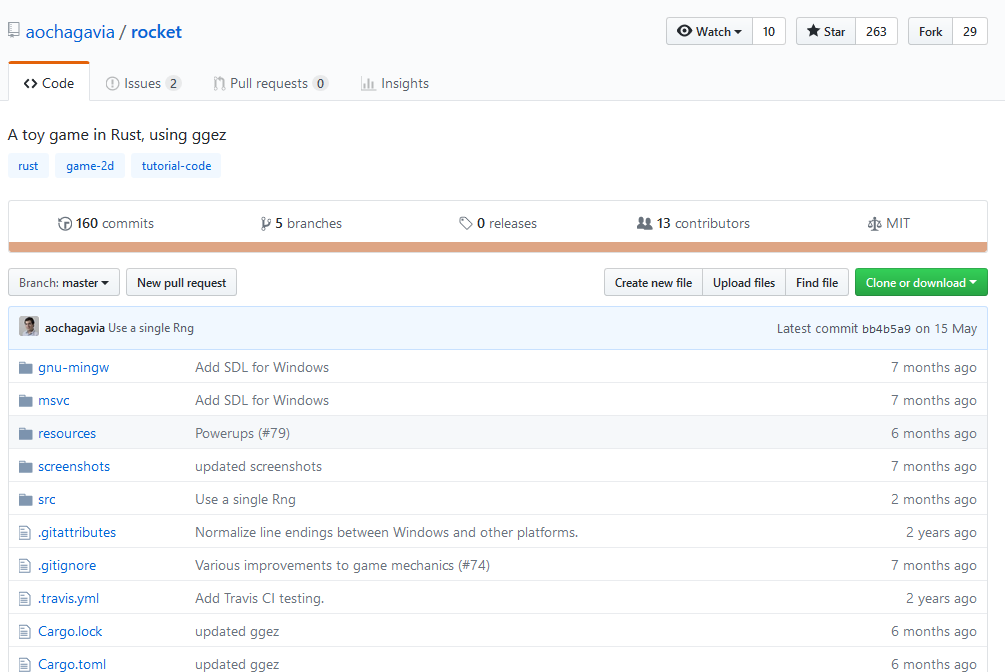 aochagavia / rocket Watch 10 Star 263 Fork 29
Code Issues 2 Pull requests 0 Insights
A toy game in Rust, using ggez
rust game-2d tutorial-code
160 commits 5 branches 0 releases 13 contributors MIT
Branch: master New pull request Create new file Upload files Find file Clone or download
aochagavia Use a single Rng Latest commit bb4b5a9 on 15 May
gnu-mingw Add SDL for Windows 7 months ago
msvc Add SDL for Windows 7 months ago
resources Powerups (#79) 6 months ago
screenshots updated screenshots 7 months ago
src Use a single Rng 2 months ago
.gitattributes Normalize line endings between Windows and other platforms. 2 years ago
.gitignore Various improvements to game mechanics (#74) 7 months ago
.travis.yml Add Travis CI testing. 2 years ago
Cargo.lock updated ggez 6 months ago
Cargo.toml updated ggez 6 months ago